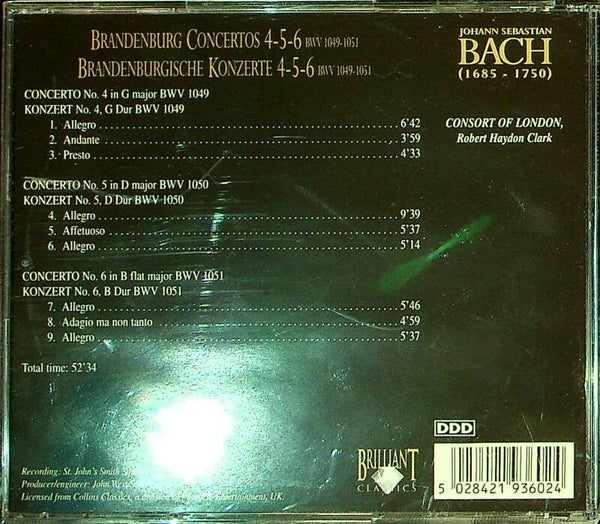 BRANDENBURG CONCERTOS 4-5-6 BWV 1049-1051
BRANDENBURGISCHE KONZERTE 4-5-6 BWV 1049-1051
JOHANN SEBASTIAN
BACH
(1685 - 1750)
CONSORT OF LONDON,
Robert Haydon Clark
CONCERTO No. 4 in G major BWV 1049
KONZERT No. 4, G Dur BWV 1049
1. Allegro 6'42
2. Andante 3'59
3. Presto 4'33
CONCERTO No. 5 in D major BWV 1050
KONZERT No. 5, D Dur BWV 1050
4. Allegro 9'39
5. Affetuoso 5'37
6. Allegro 5'14
CONCERTO No. 6 in B flat major BWV 1051
KONZERT No. 6, B Dur BWV 1051
7. Allegro 5'46
8. Adagio ma non tanto 4'59
9. Allegro 5'37
Total time: 52'34
Recording: St. John's Smith
Producer/engineer: John
Licensed from Collins Classics, a division of Entertainment, UK.
BRILLIANT
CLASSICS
DDD
5 028421 936024